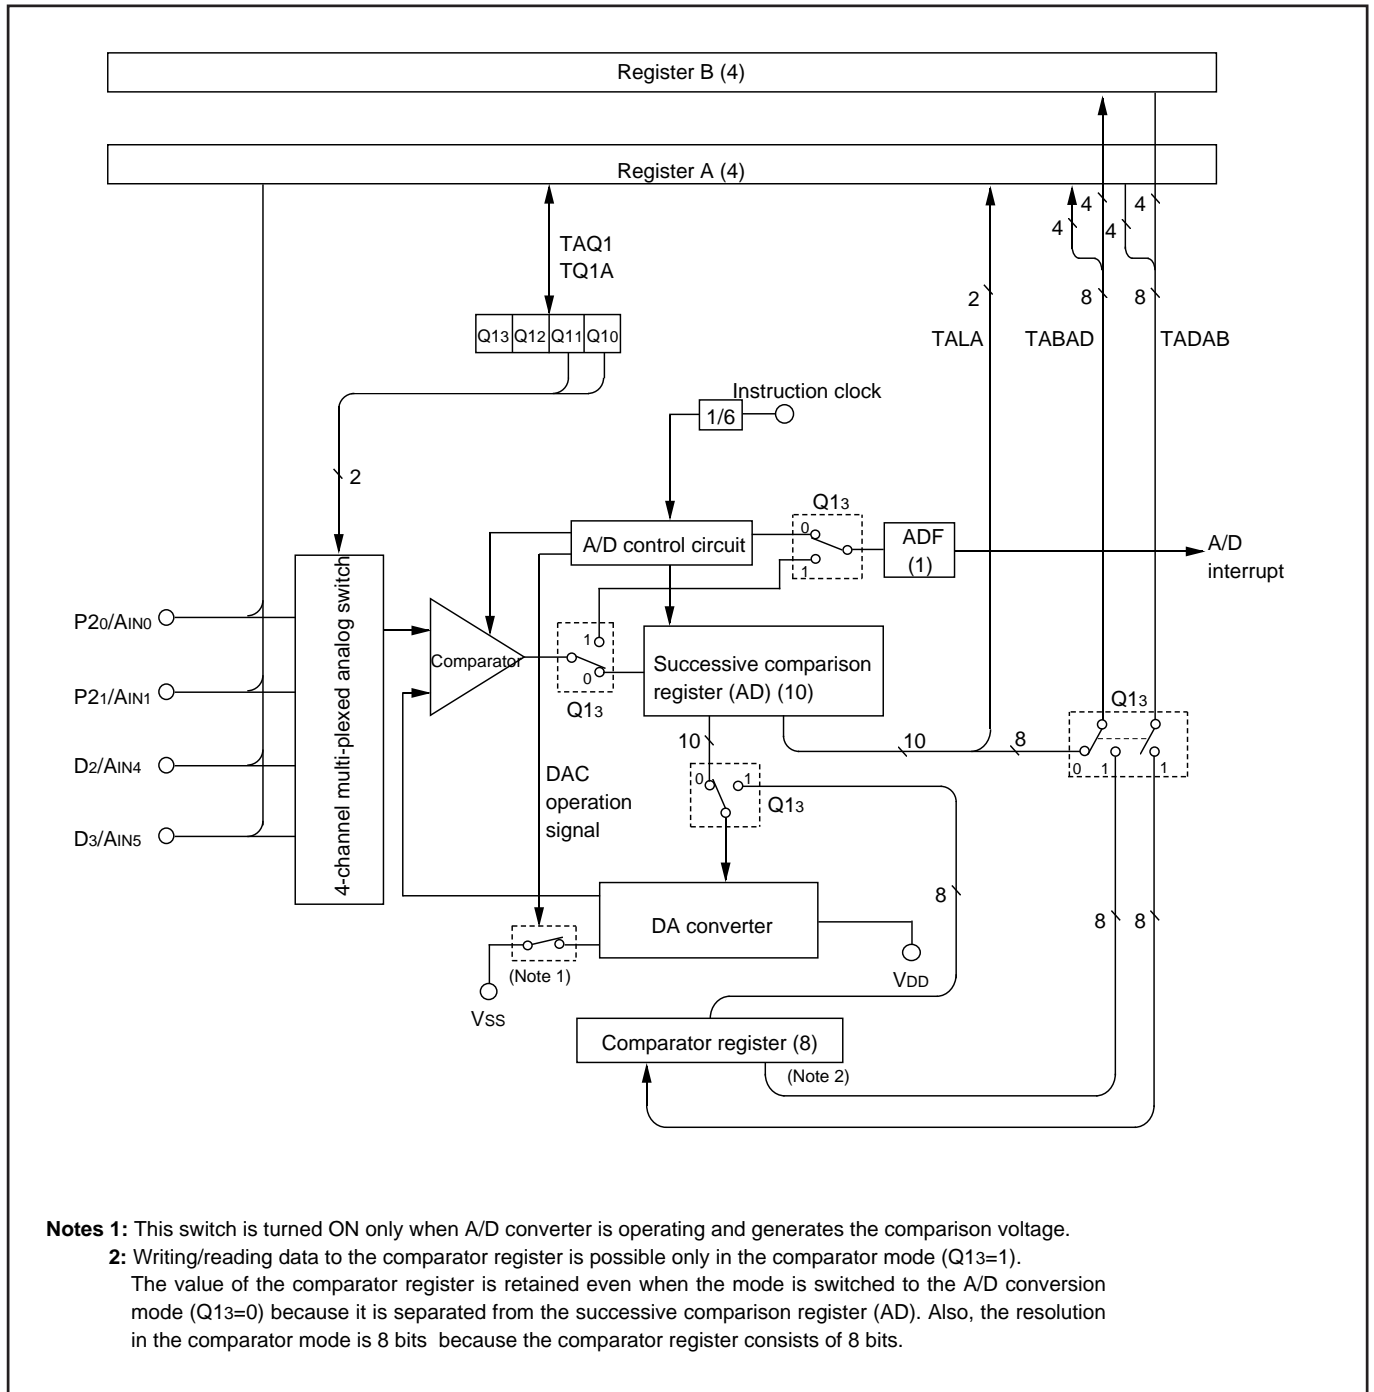 Register B (4)
Register A (4)
TAQ1
TQ1A
4
4
4
4
2
8
8
Q13 Q12 Q11 Q10
TALA
TABAD
TADAB
Instruction clock
1/6
2
Q13
0
1
A/D control circuit
ADF
(1)
A/D
interrupt
4-channel multi-plexed analog switch
P20/AIN0
P21/AIN1
D2/AIN4
D3/AIN5
Comparator
1
0
Q13
Successive comparison
register (AD) (10)
Q13
0
1
1
10
10
8
DAC
operation
signal
0
1
Q13
DA converter
8
8
8
(Note 1)
VSS
VDD
Comparator register (8)
(Note 2)
Notes 1: This switch is turned ON only when A/D converter is operating and generates the comparison voltage.
2: Writing/reading data to the comparator register is possible only in the comparator mode (Q13=1).
The value of the comparator register is retained even when the mode is switched to the A/D conversion
mode (Q13=0) because it is separated from the successive comparison register (AD). Also, the resolution
in the comparator mode is 8 bits because the comparator register consists of 8 bits.